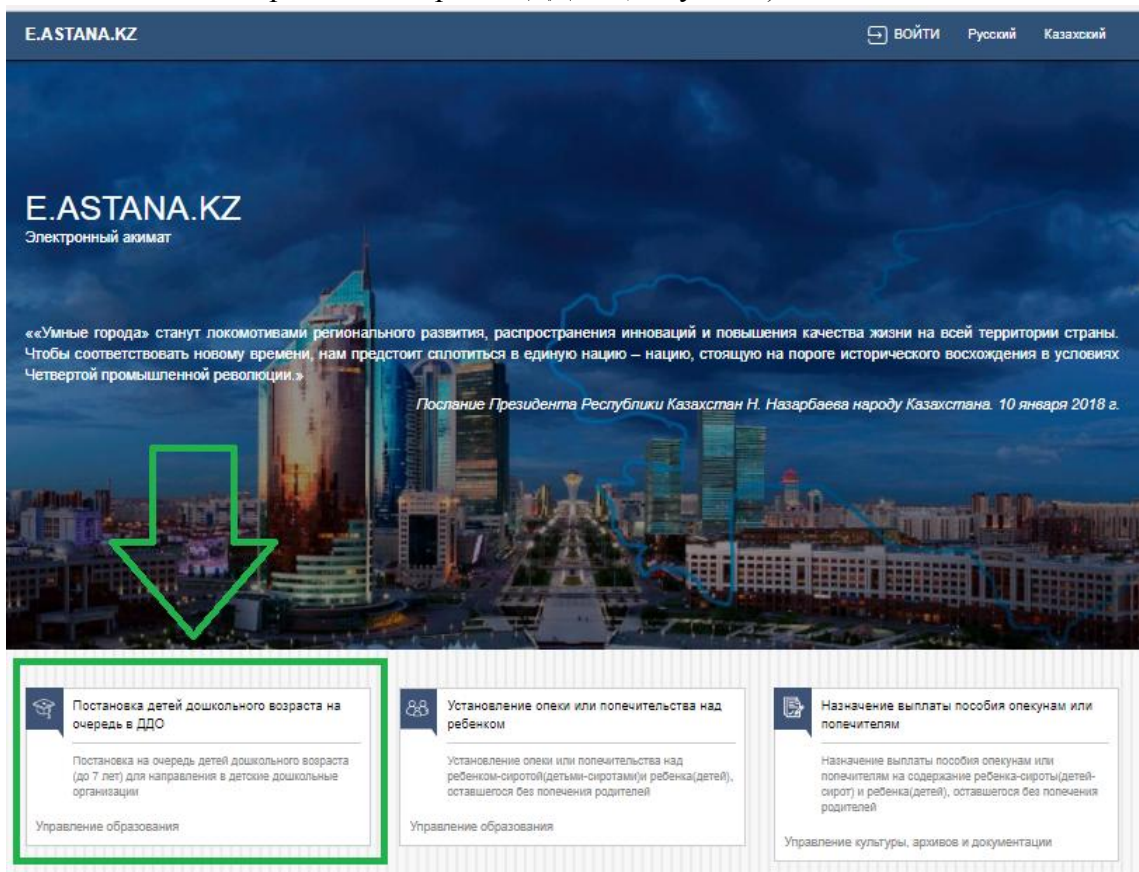 E.ASTANA.KZ
ВОЙТИ Русский Казахский
E.ASTANA.KZ
Электронный акимат
««Умные города» станут локомотивами регионального развития, распространения инноваций и повышения качества жизни на всей территории страны.
Чтобы соответствовать новому времени, нам предстоит сплотиться в единую нацию – нацию, стоящую на пороге исторического восхождения в условиях
Четвертой промышленной революции.»
Послание Президента Республики Казахстан Н. Назарбаева народу Казахстана. 10 января 2018 г.
Постановка детей дошкольного возраста на
очередь в ДДО
Постановка на очередь детей дошкольного возраста
(до 7 лет) для направления в детские дошкольные
организации
Управление образования
Установление опеки или попечительства над
ребенком
Установление опеки или попечительства над
ребенком-сиротой(детьми-сиротами)и ребенка(детей),
оставшегося без попечения родителей
Управление образования
Назначение выплаты пособия опекунам или
попечителям
Назначение выплаты пособия опекунам или
попечителям на содержание ребенка-сироты(детей-
сирот) и ребенка(детей), оставшегося без попечения
родителей
Управление культуры, архивов и документации